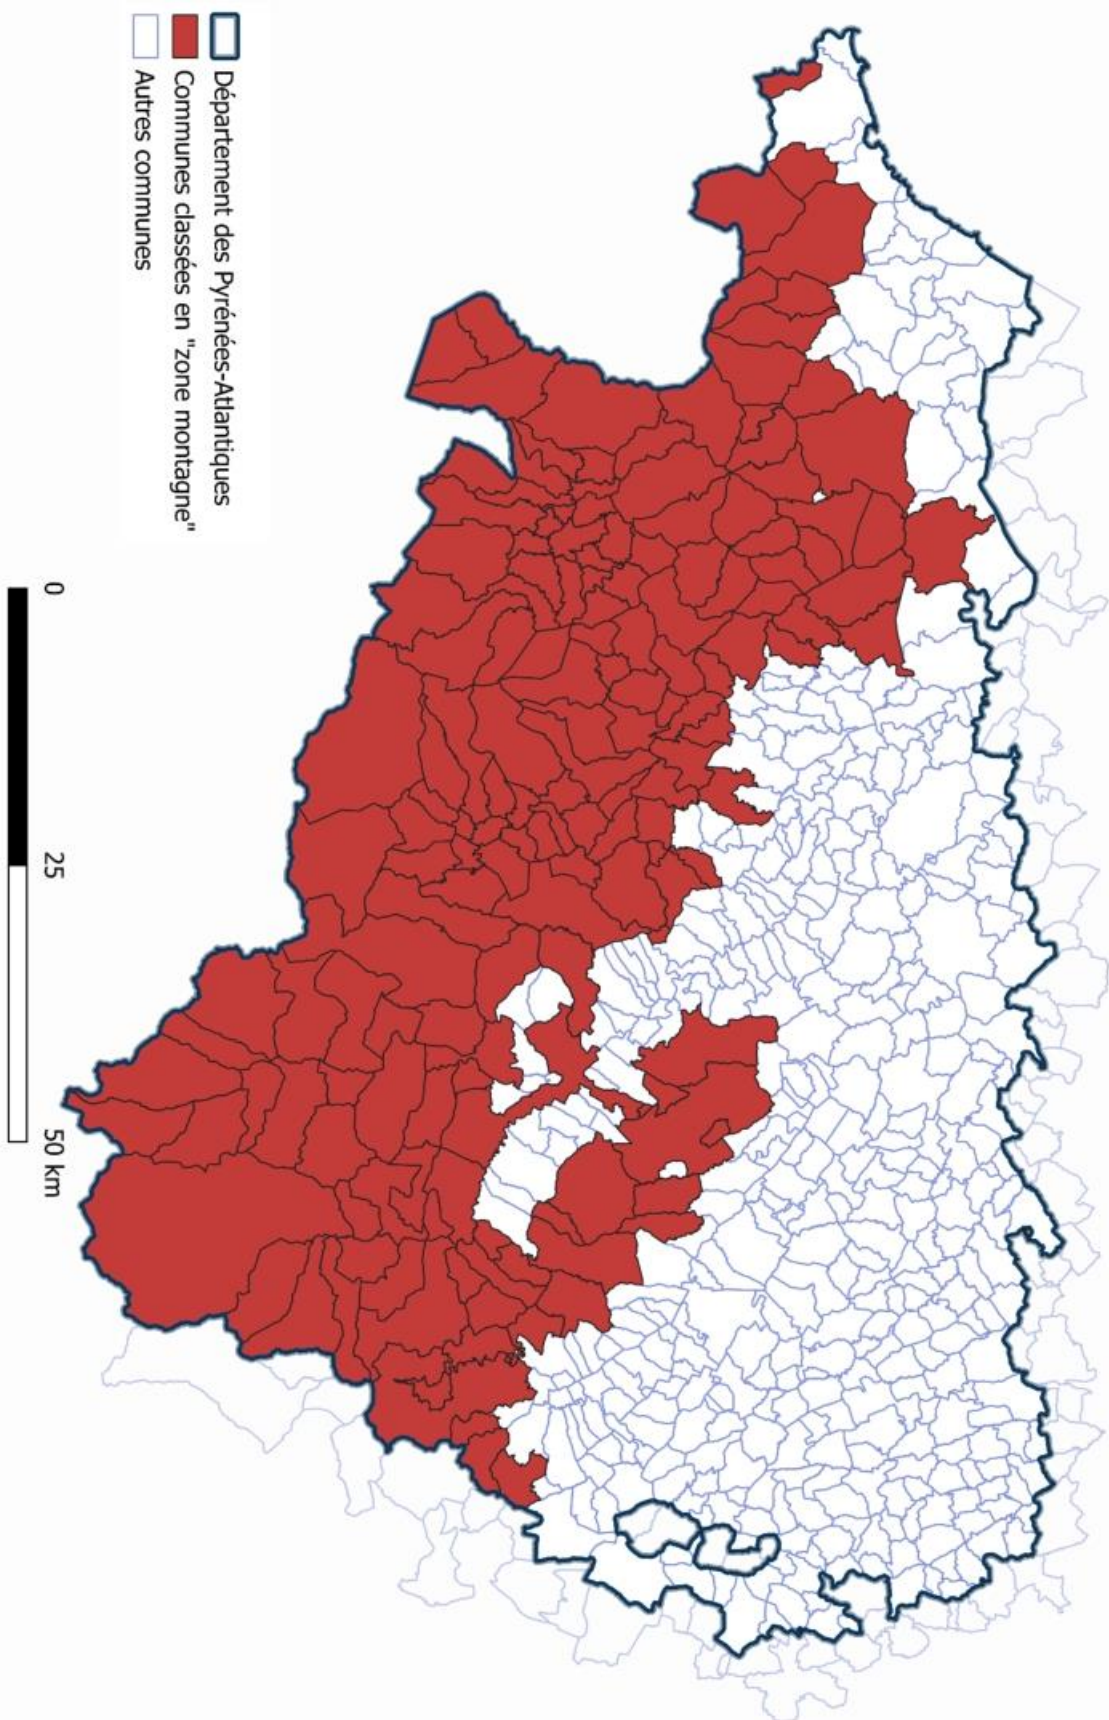 Département des Pyrénées-Atlantiques
Communes classées en "zone montagne"
Autres communes
0 25 50 km